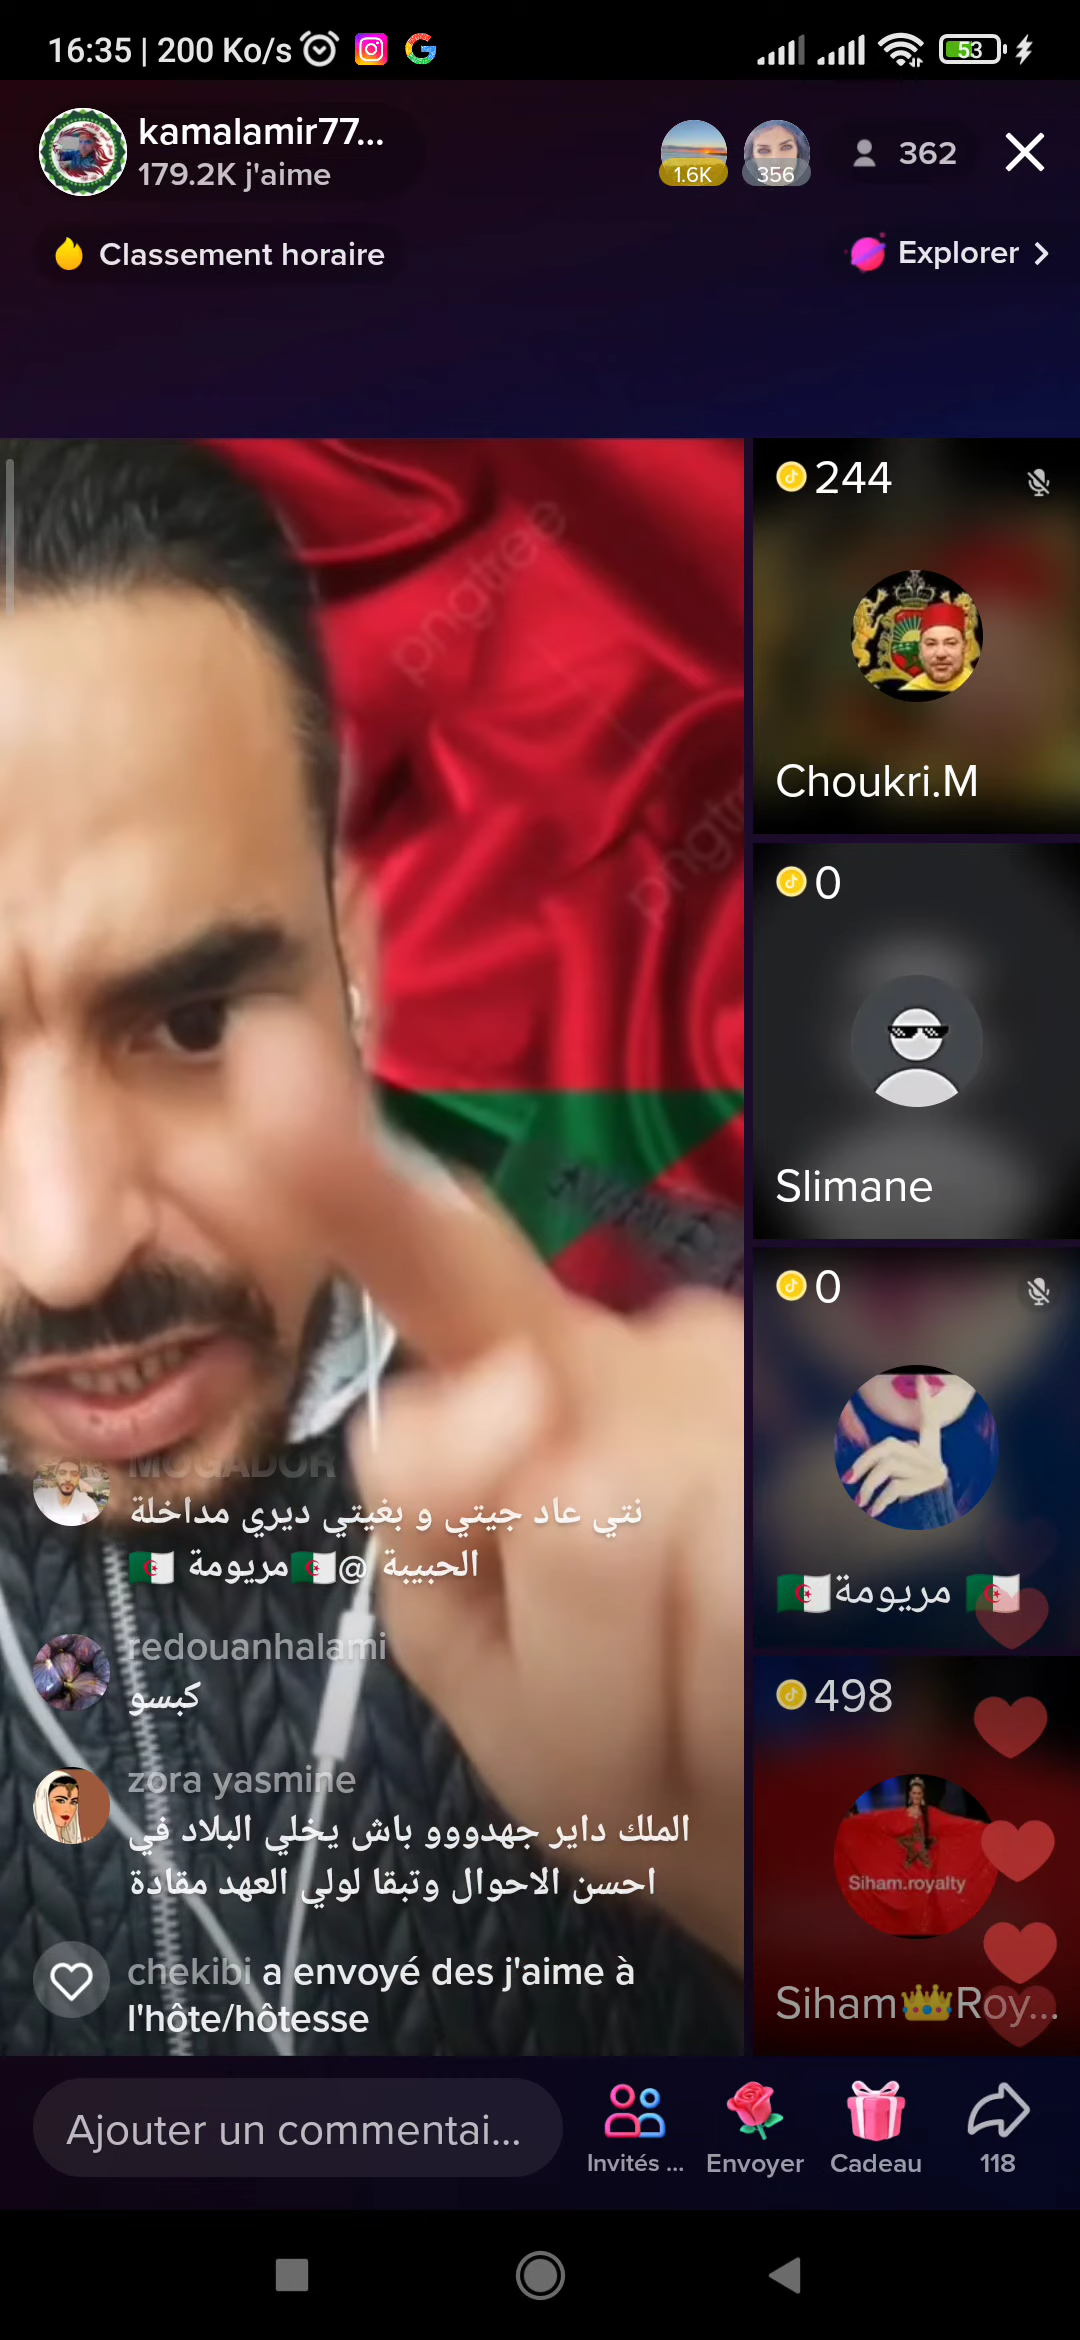 16:35 | 200 Ko/s
53
kamalamir77...
179.2K j'aime
1.6K
356
362
Classement horaire
Explorer
pngtree
244
Choukri.M
0
Slimane
0
🇩🇿مريومة 🇩🇿
498
Siham.royalty
Siham👑Roy...
MOGADOR
نتي عاد جيتي و بغيتي ديري مداخلة
الحبيبة @🇩🇿مريومة 🇩🇿
redouanhalami
كبسو
zora yasmine
الملك داير جهدووو باش يخلي البلاد في
احسن الاحوال وتبقا لولي العهد مقادة
chekibi a envoyé des j'aime à
l'hôte/hôtesse
Ajouter un commentai...
Invités ...
Envoyer
Cadeau
118